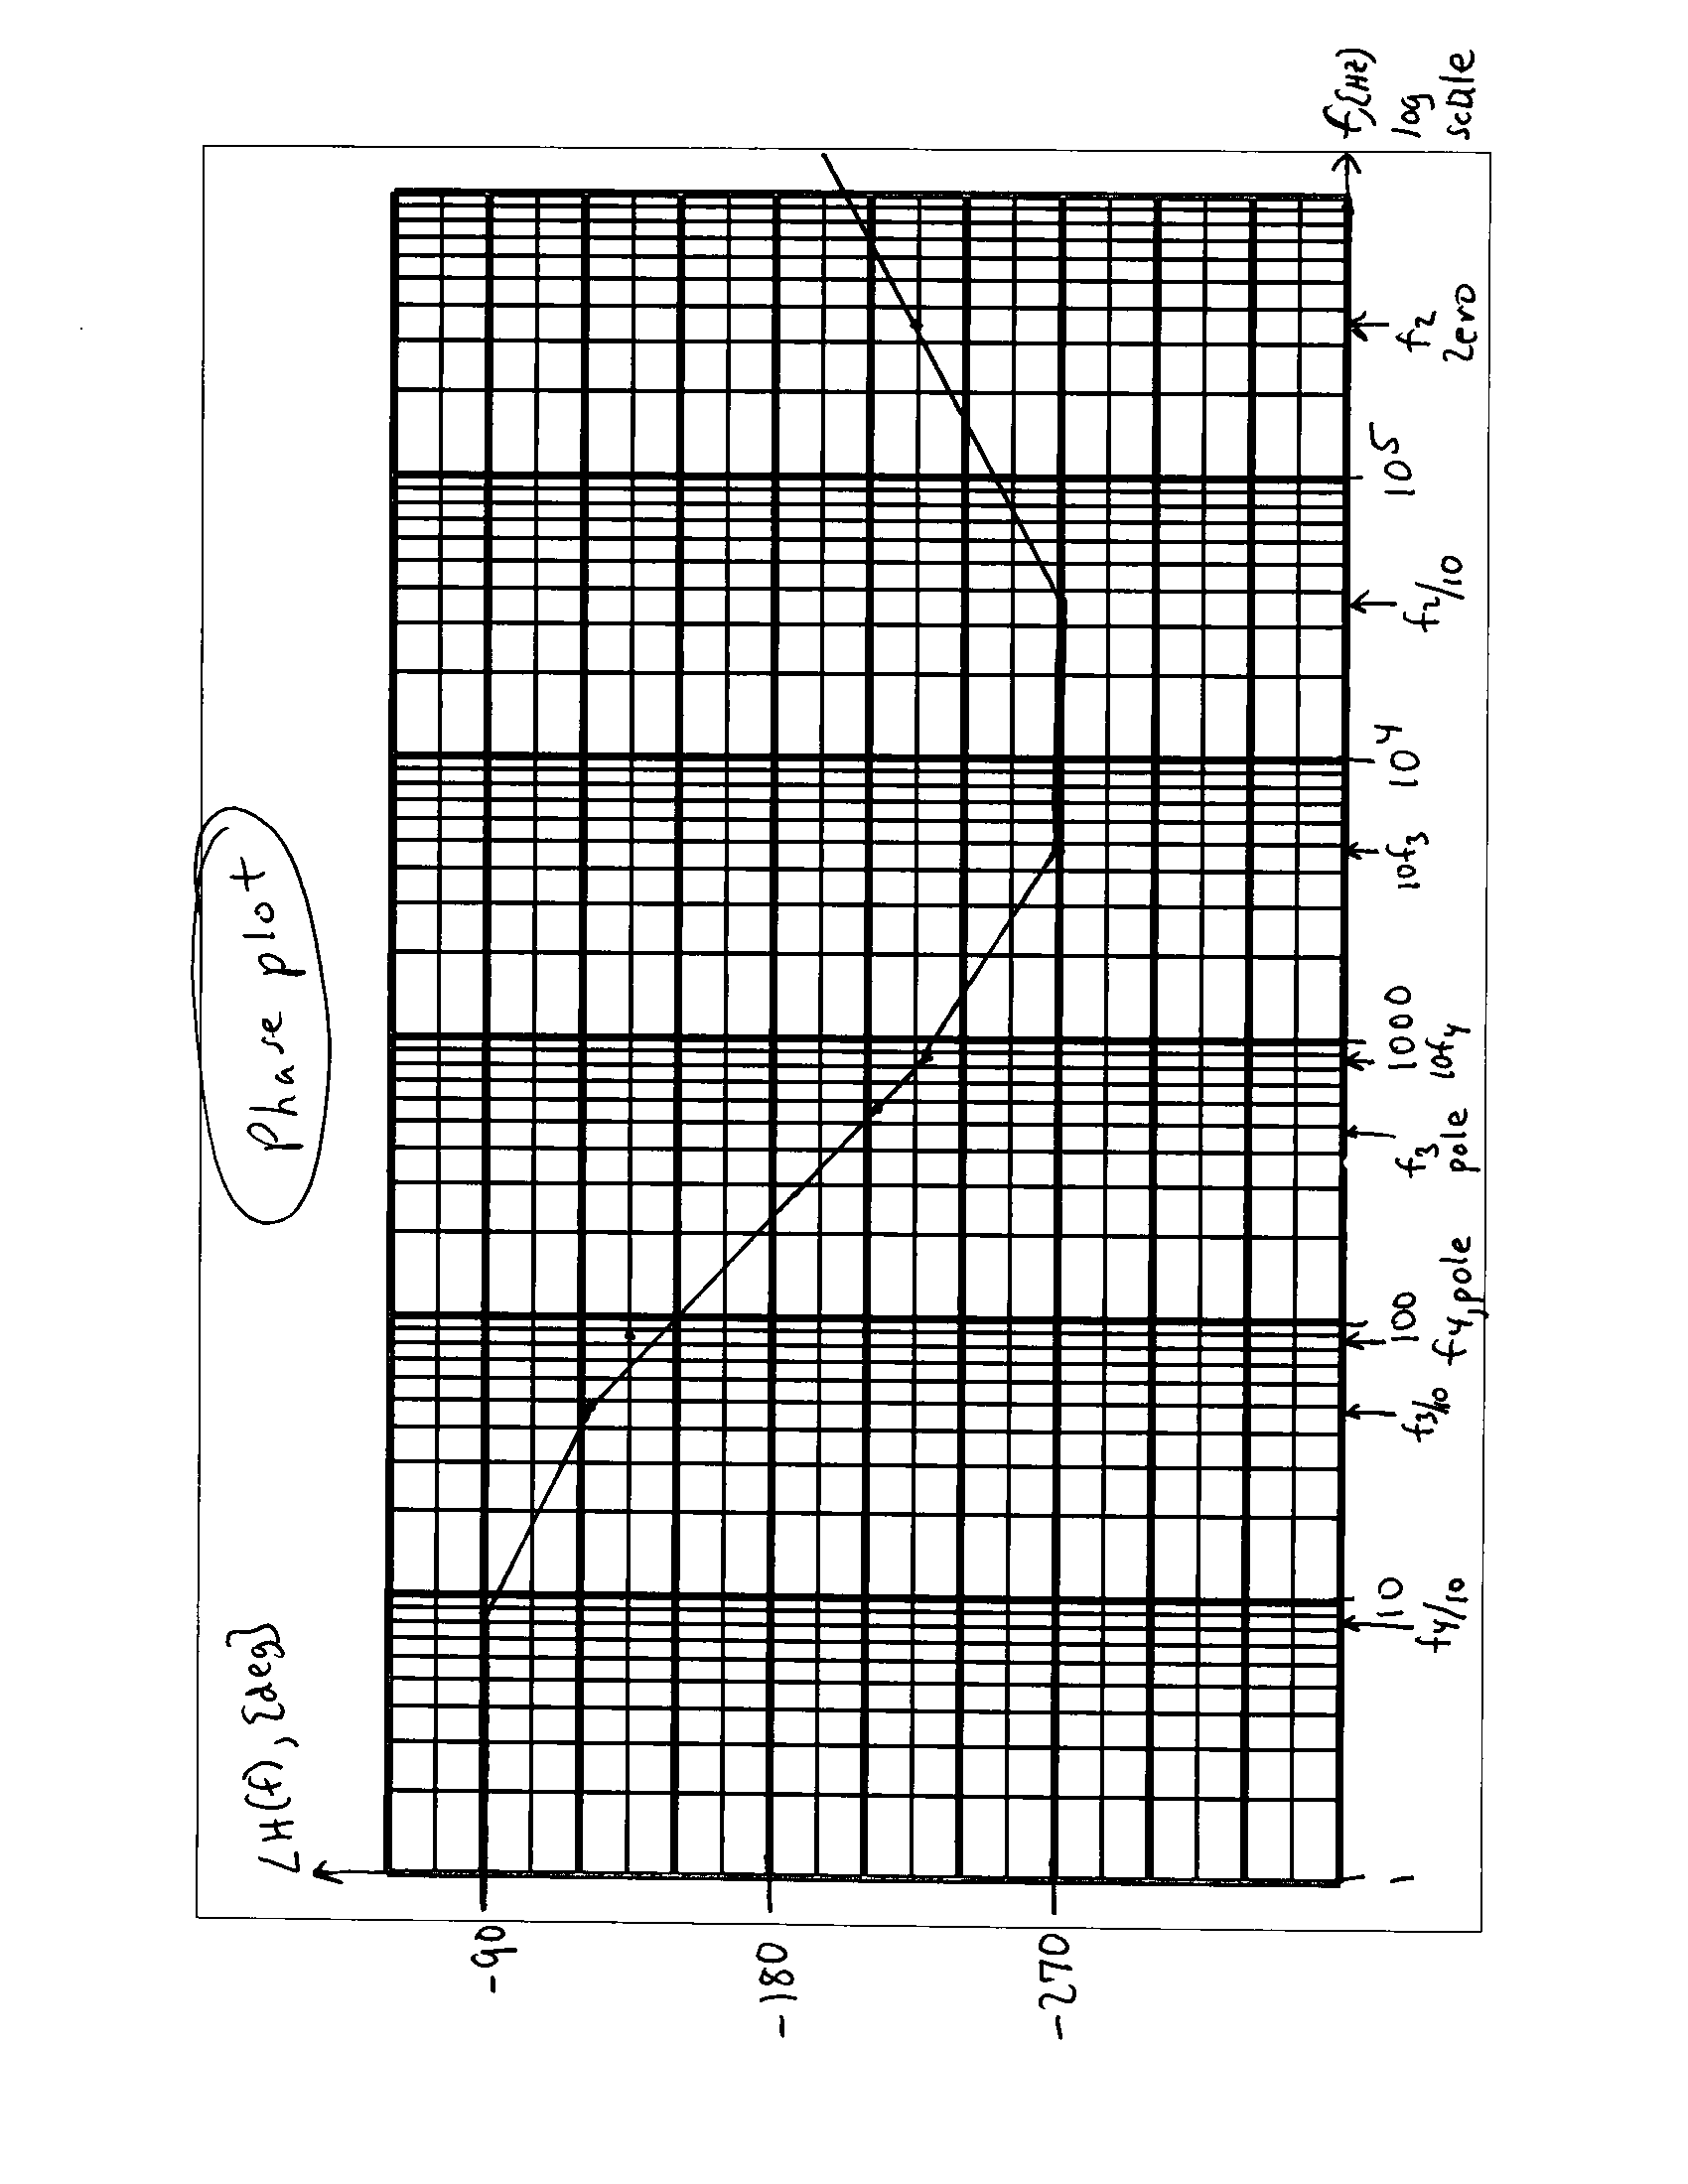 Phase plot
∠H(f), [deg]
-90
-180
-270
1
10
f4/10
f3/10
100
f4, pole
f3
pole
1000
10f4
10f3
10^4
f2/10
10^5
f2
zero
f, [Hz]
log
scale